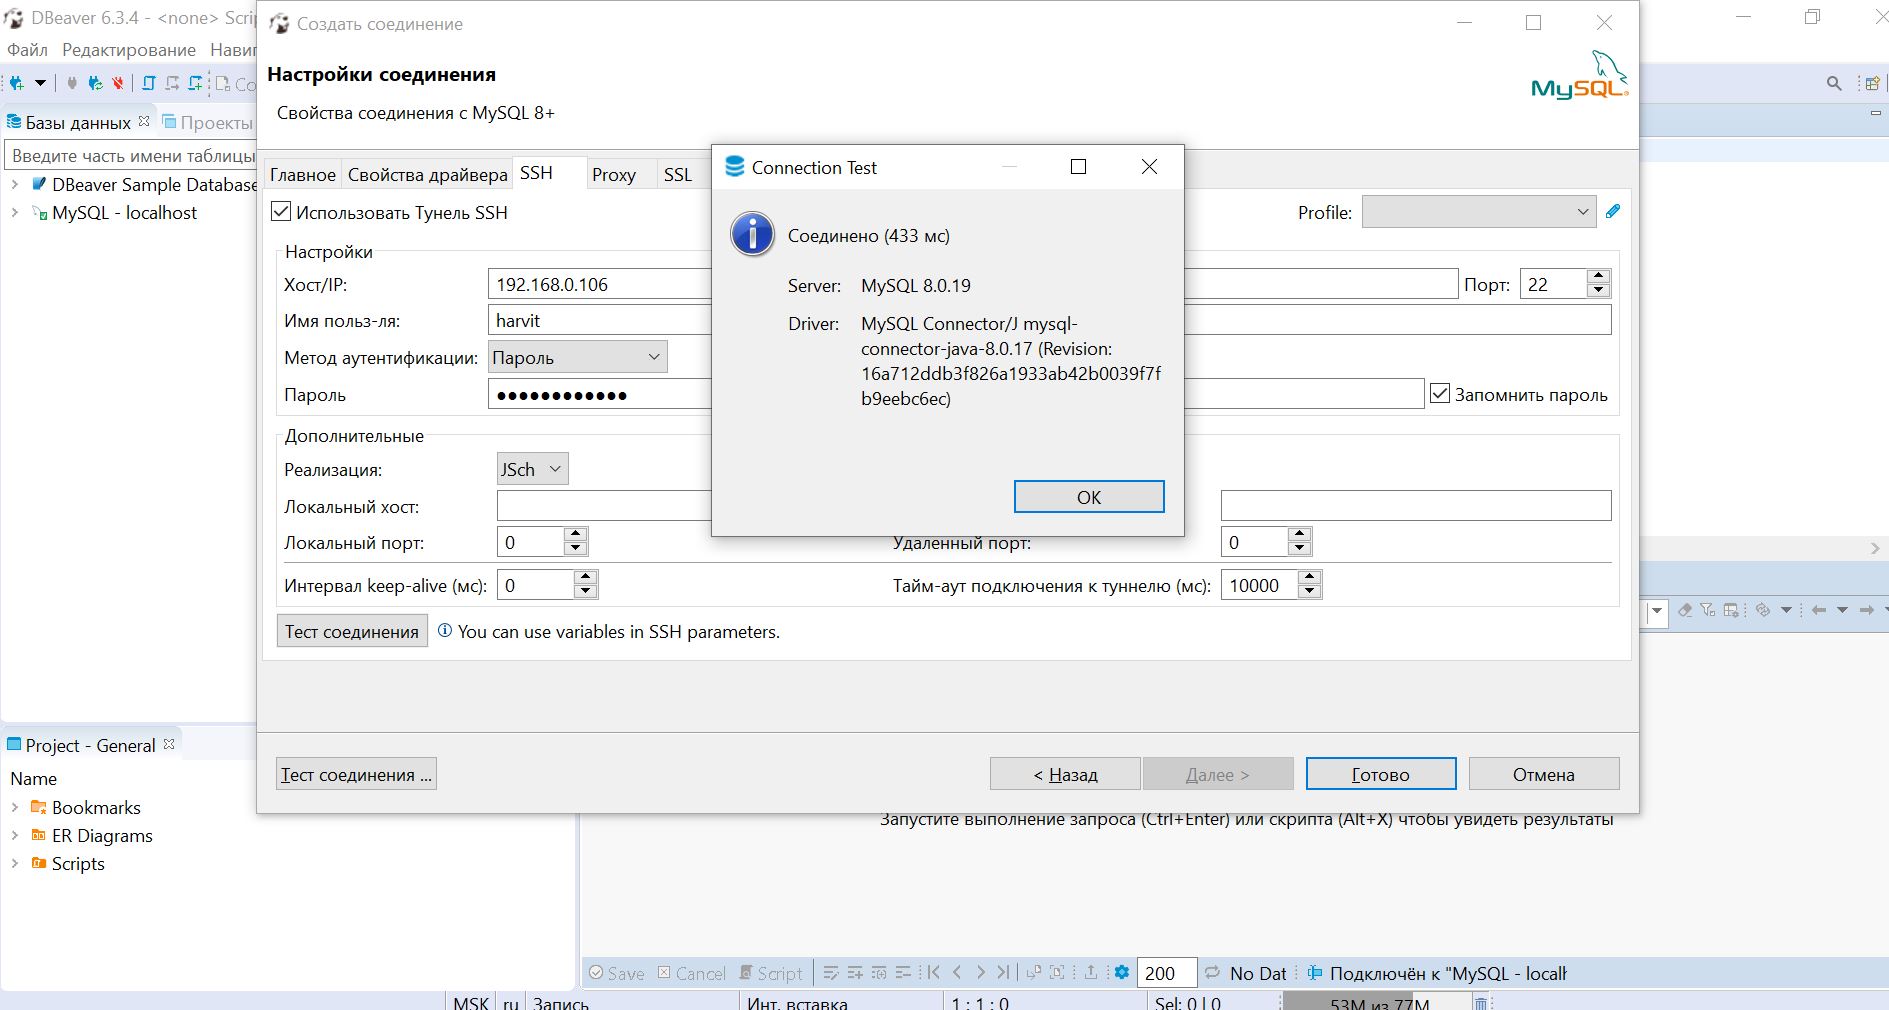 DBeaver 6.3.4 - <none> Scri
Файл Редактирование Нави
Со
Базы данных
Проекты
Введите часть имени таблицы
DBeaver Sample Database
MySQL - localhost
Создать соединение
Настройки соединения
Свойства соединения с MySQL 8+
MySQL
Главное Свойства драйвера SSH Proxy SSL
Использовать Тунель SSH
Profile:
Настройки
Хост/IP: 192.168.0.106
Порт: 22
Имя польз-ля: harvit
Метод аутентификации: Пароль
Пароль ●●●●●●●●●●●●
Запомнить пароль
Дополнительные
Реализация: JSch
Локальный хост:
Локальный порт: 0
Удаленный порт: 0
Интервал keep-alive (мс): 0
Тайм-аут подключения к туннелю (мс): 10000
Тест соединения
You can use variables in SSH parameters.
Тест соединения ...
< Назад
Далее >
Готово
Отмена
Connection Test
Соединено (433 мс)
Server: MySQL 8.0.19
Driver: MySQL Connector/J mysql-
connector-java-8.0.17 (Revision:
16a712ddb3f826a1933ab42b0039f7f
b9eebc6ec)
OK
Project - General
Name
Bookmarks
ER Diagrams
Scripts
Запустите выполнение запроса (Ctrl+Enter) или скрипта (Alt+X) чтобы увидеть результаты
Save Cancel Script 200 No Dat Подключён к "MySQL - localh
MSK ru Запись Инт. вставка 1 : 1 : 0 Sel: 0 | 0 53M из 77M